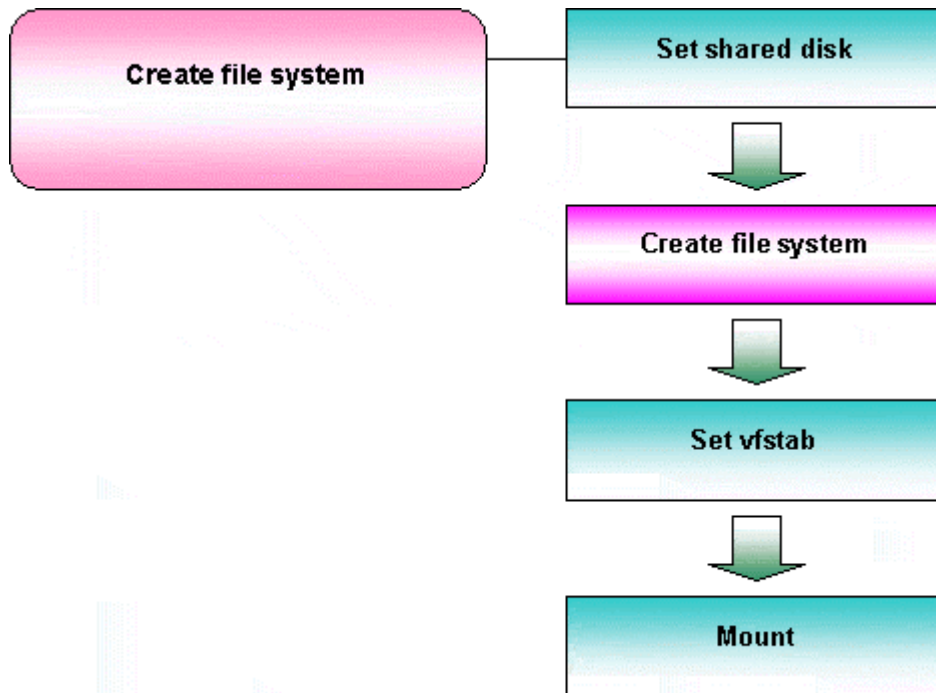 Create file system
Set shared disk
Create file system
Set vfstab
Mount